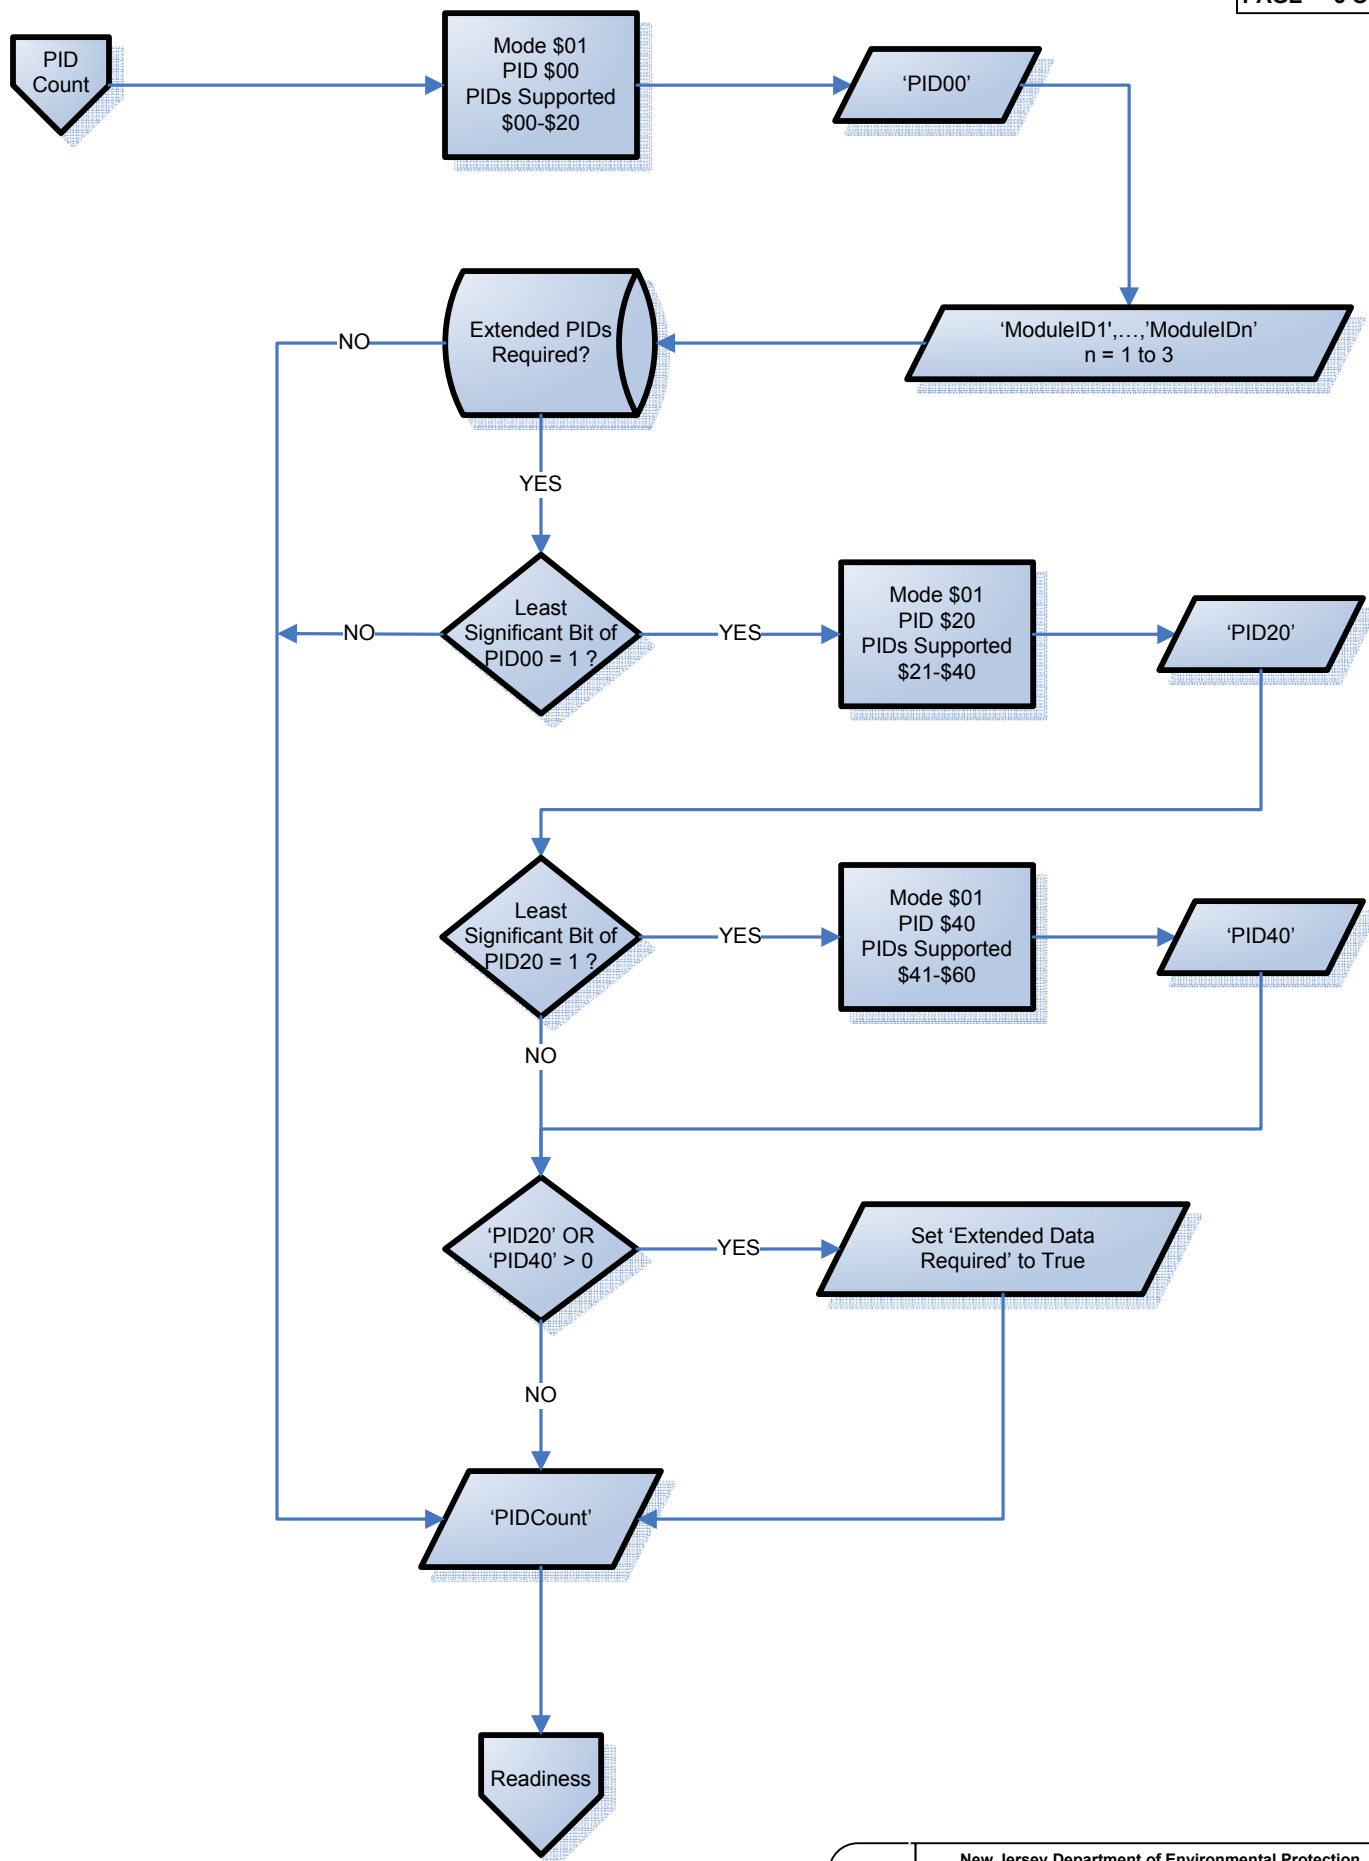 PAGE
PID
Count
Mode $01
PID $00
PIDs Supported
$00-$20
‘PID00’
‘ModuleID1',…,’ModuleIDn’
n = 1 to 3
Extended PIDs
Required?
NO
YES
Least
Significant Bit of
PID00 = 1 ?
NO
YES
Mode $01
PID $20
PIDs Supported
$21-$40
‘PID20’
Least
Significant Bit of
PID20 = 1 ?
YES
Mode $01
PID $40
PIDs Supported
$41-$60
‘PID40’
NO
‘PID20’ OR
‘PID40’ > 0
YES
Set ‘Extended Data
Required’ to True
NO
‘PIDCount’
Readiness
New Jersey Department of Environmental Protection